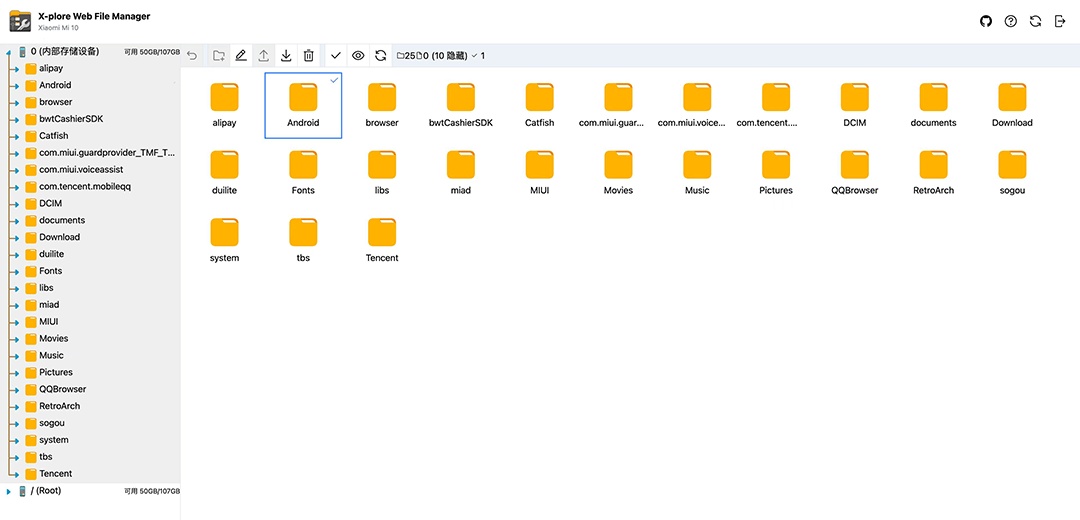 X-plore Web File Manager
Xiaomi Mi 10
0 (内部存储设备) 可用 50GB/107GB
alipay
Android
browser
bwtCashierSDK
Catfish
com.miui.guardprovider_TMF_T...
com.miui.voiceassist
com.tencent.mobileqq
DCIM
documents
Download
duilite
Fonts
libs
miad
MIUI
Movies
Music
Pictures
QQBrowser
RetroArch
sogou
system
tbs
Tencent
/ (Root) 可用 50GB/107GB
25 0 (10 隐藏) 1
alipay Android browser bwtCashierSDK Catfish com.miui.guar... com.miui.voice... com.tencent.... DCIM documents Download
duilite Fonts libs miad MIUI Movies Music Pictures QQBrowser RetroArch sogou
system tbs Tencent